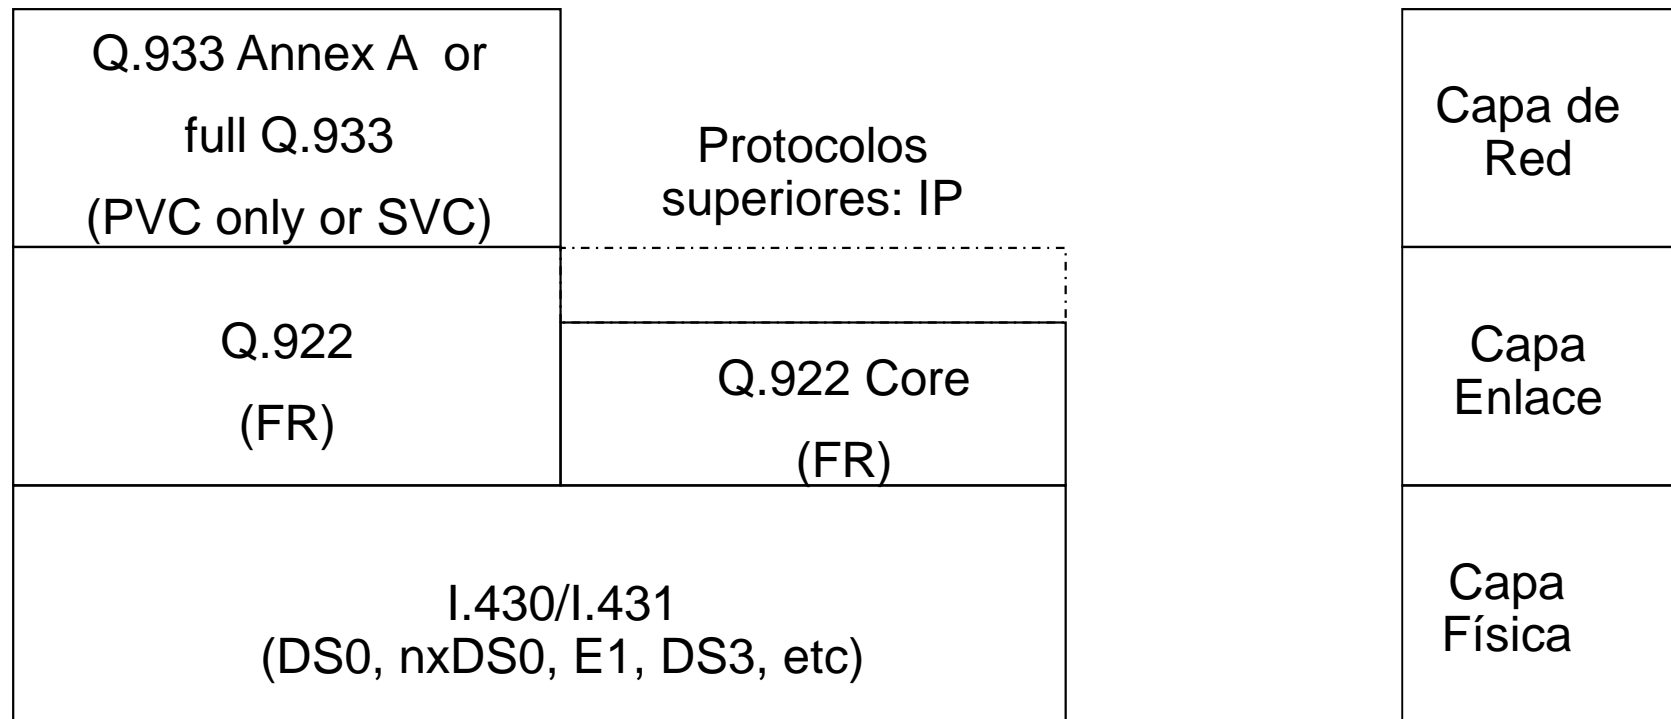 Q.933 Annex A  or
full Q.933
(PVC only or SVC)
Protocolos
superiores: IP
Capa de
Red
Q.922
(FR)
Q.922 Core
(FR)
Capa
Enlace
I.430/I.431
(DS0, nxDS0, E1, DS3, etc)
Capa
Física